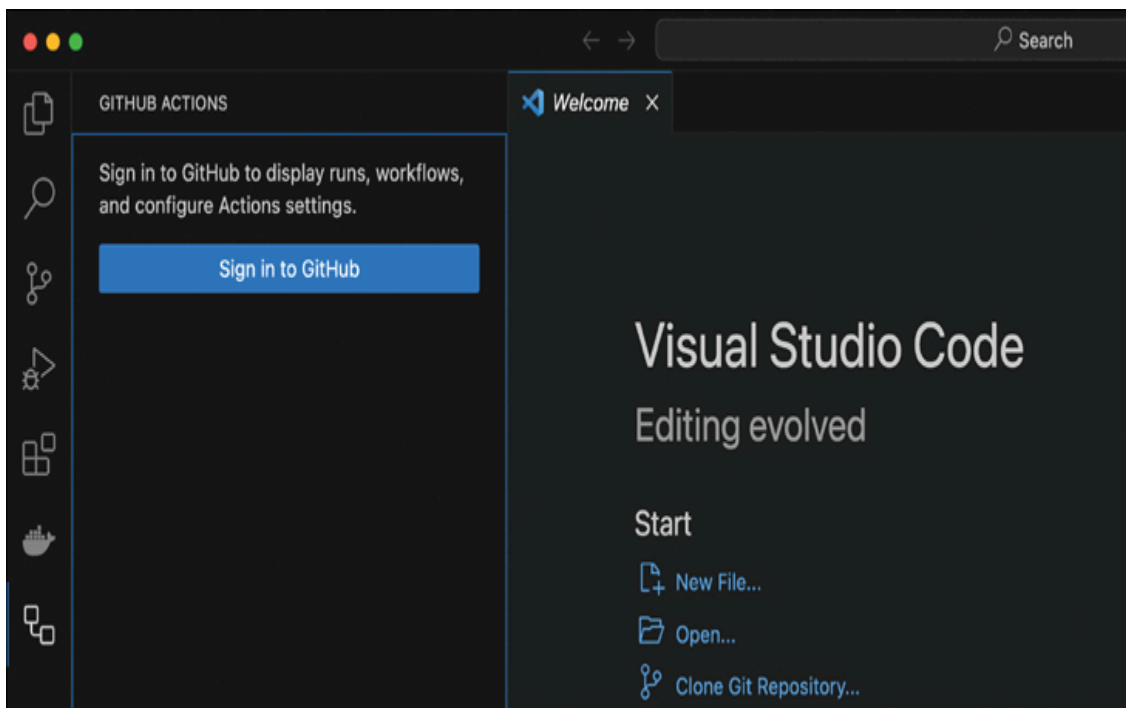 Search
GITHUB ACTIONS
Welcome
Sign in to GitHub to display runs, workflows,
and configure Actions settings.
Sign in to GitHub
Visual Studio Code
Editing evolved
Start
New File...
Open...
Clone Git Repository...